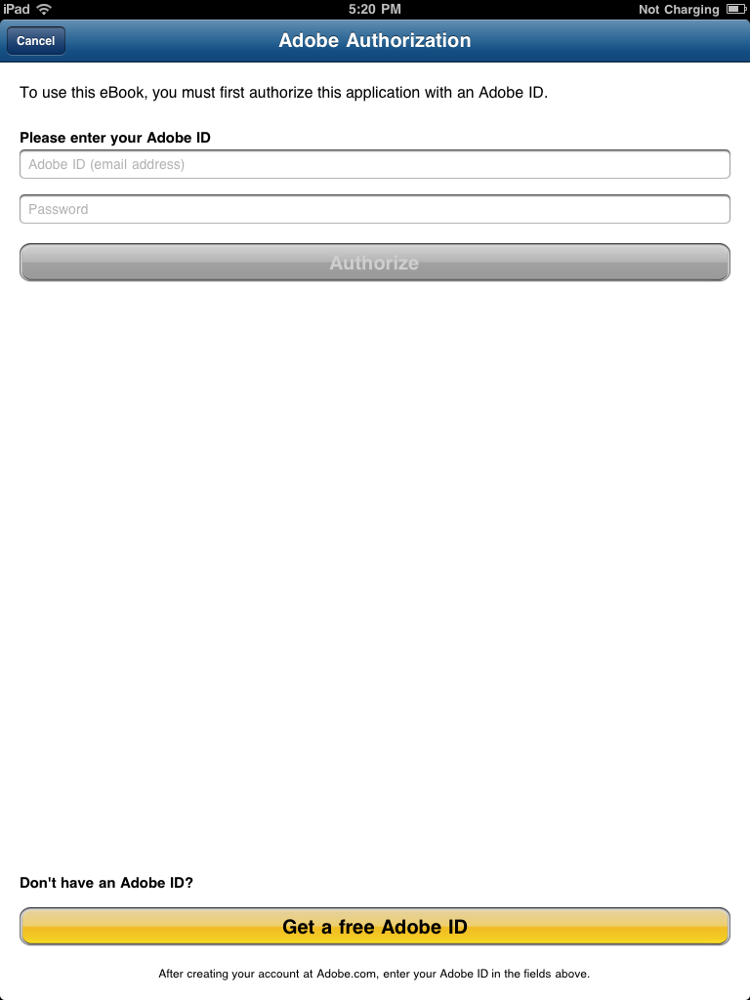 iPad 5:20 PM Not Charging
Cancel Adobe Authorization
To use this eBook, you must first authorize this application with an Adobe ID.
Please enter your Adobe ID
Adobe ID (email address)
Password
Authorize
Don't have an Adobe ID?
Get a free Adobe ID
After creating your account at Adobe.com, enter your Adobe ID in the fields above.